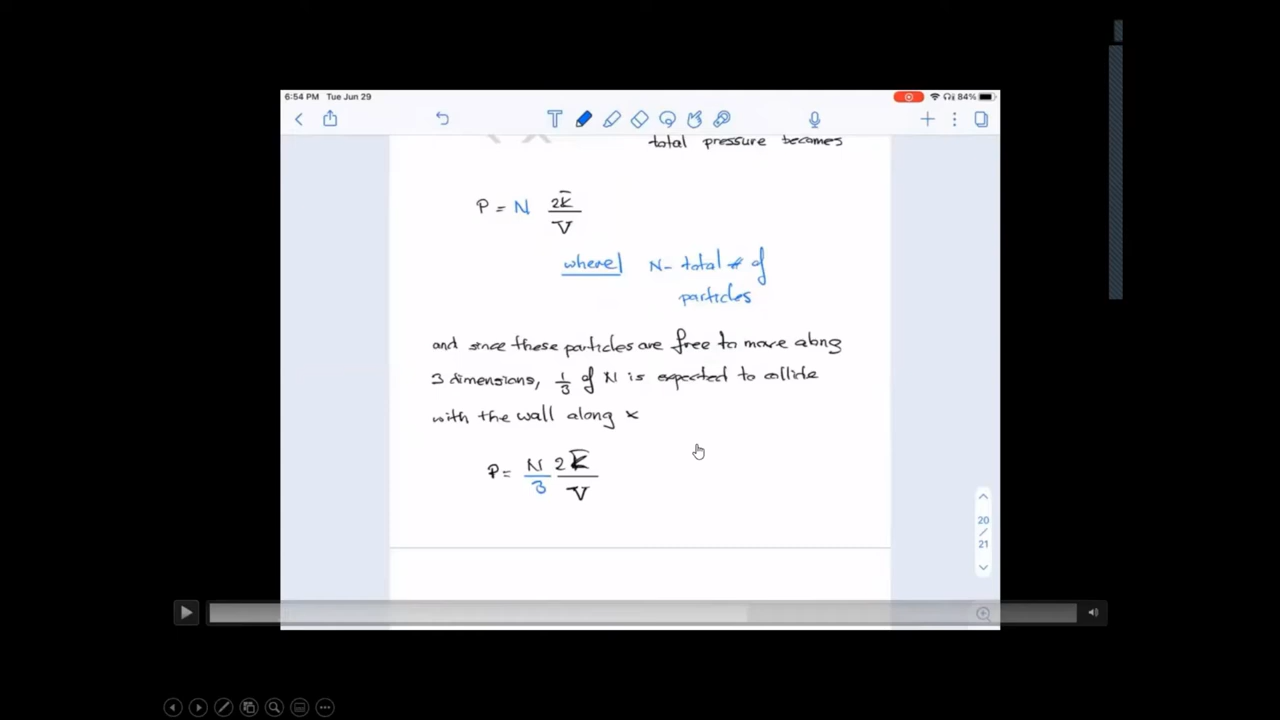 6:54 PM Tue Jun 29
84%
T
total pressure becomes
P = N 2K̅/V
where N- total # of
particles
and since these particles are free to move along
3 dimensions, 1/3 of N is expected to collide
with the wall along x
P = N/3 2K̅/V
20
/
21